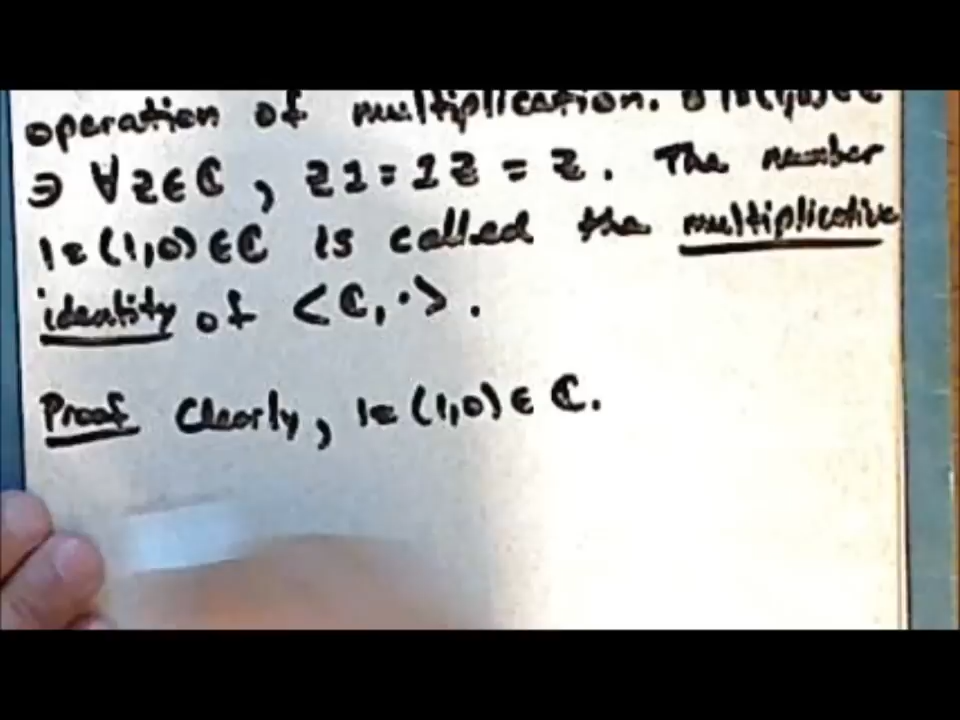 operation of multiplication.
∋ ∀z∈ℂ, z1=1z=z. The number
1=(1,0)∈ℂ is called the multiplicative
identity of <ℂ,·>.
Proof Clearly, 1=(1,0)∈ℂ.